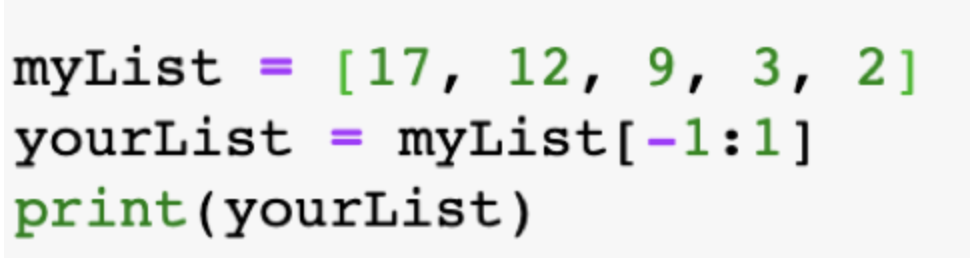 myList = [17, 12, 9, 3, 2]
yourList = myList[-1:1]
print(yourList)